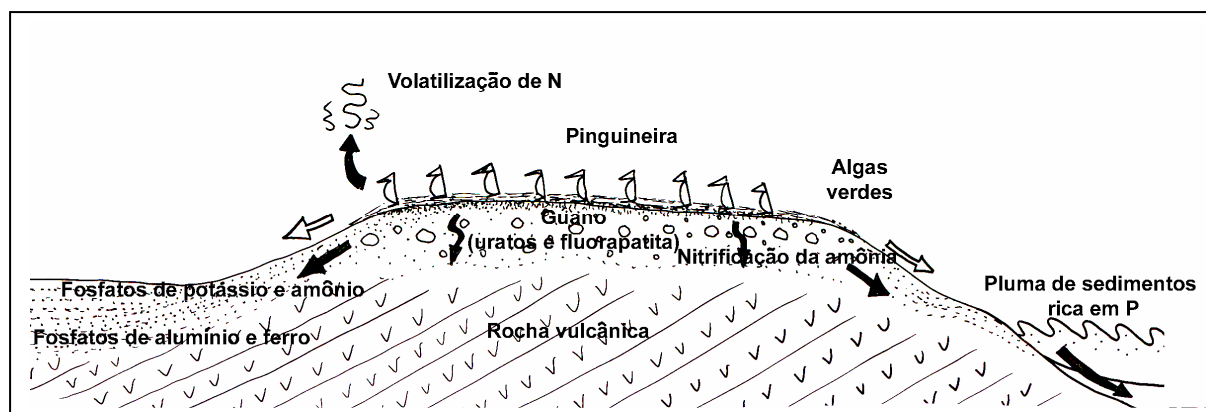 Volatilização de N
Pinguineira
Algas
verdes
Guano
(uratos e fluorapatita)
Nitrificação da amônia
Pluma de sedimentos
rica em P
Fosfatos de potássio e amônio
Fosfatos de alumínio e ferro
Rocha vulcânica